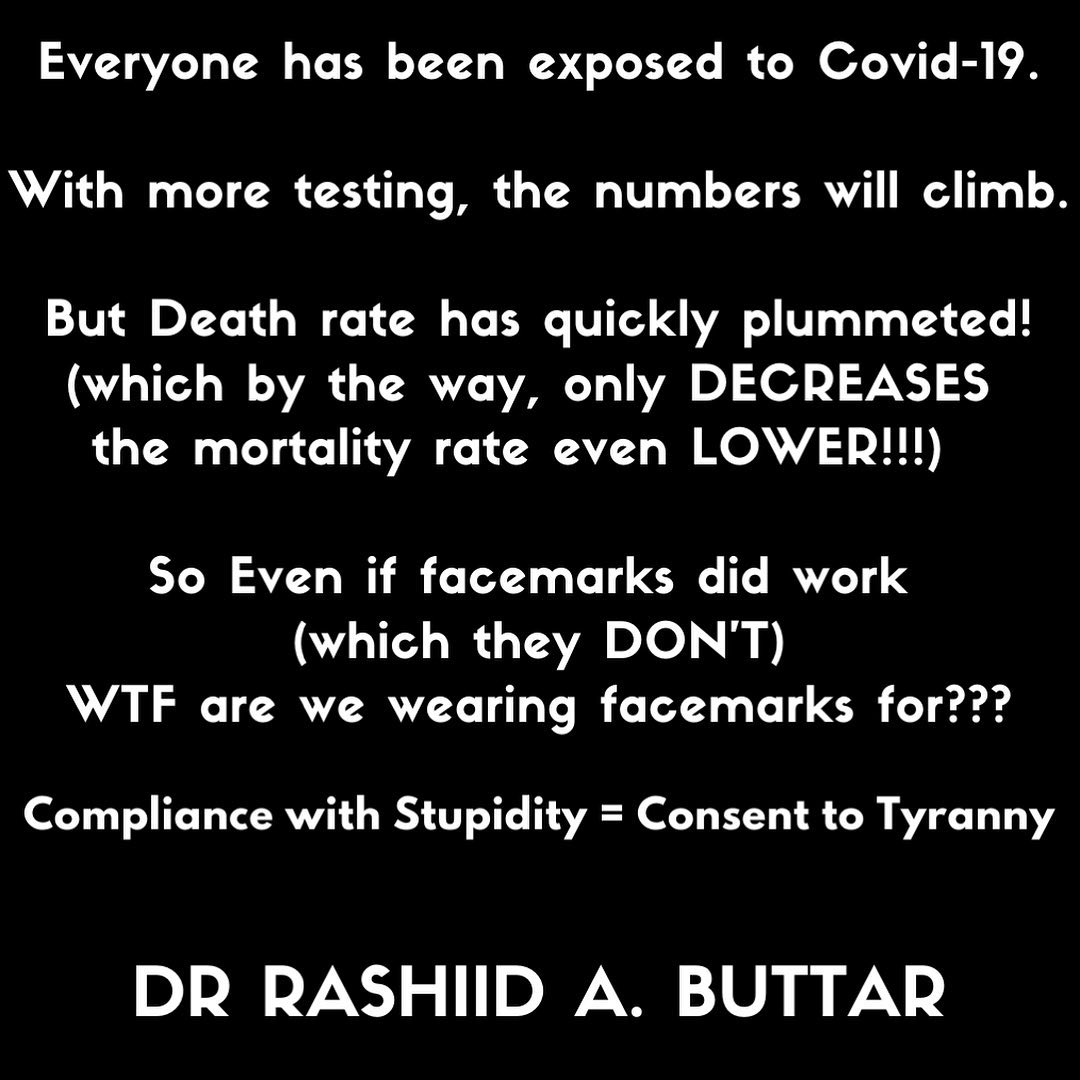 Everyone has been exposed to Covid-19.
With more testing, the numbers will climb.
But Death rate has quickly plummeted!
(which by the way, only DECREASES
the mortality rate even LOWER!!!)
So Even if facemarks did work
(which they DON'T)
WTF are we wearing facemarks for???
Compliance with Stupidity = Consent to Tyranny
DR RASHIID A. BUTTAR